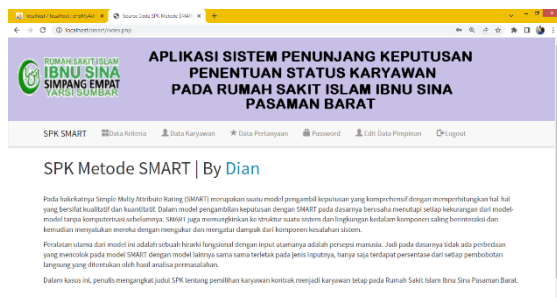 localhost / localhost / phpMyAd
Source Code SPK Metode SMART
localhost/smart/index.php
RUMAH SAKIT ISLAM
IBNU SINA
SIMPANG EMPAT
YARSI SUMBAR
APLIKASI SISTEM PENUNJANG KEPUTUSAN
PENENTUAN STATUS KARYAWAN
PADA RUMAH SAKIT ISLAM IBNU SINA
PASAMAN BARAT
SPK SMART Data Kriteria Data Karyawan Data Pertanyaan Password Edit Data Pimpinan Logout
SPK Metode SMART | By Dian
Pada hakekatnya Simple Multy Attribute Rating (SMART) merupakan suatu model pengambil keputusan yang komprehensif dengan memperhitungkan hal-hal
yang bersifat kualitatif dan kuantitatif. Dalam model pengambilan keputusan dengan SMART pada dasarnya berusaha menutupi setiap kekurangan dari model-
model tanpa komputerisasi sebelumnya. SMART juga memungkinkan ke struktur suatu sistem dan lingkungan kedalam komponen saling berinteraksi dan
kemudian menyatukan mereka dengan mengukur dan mengatur dampak dari komponen kesalahan sistem.
Peralatan utama dari model ini adalah sebuah hirarki fungsional dengan input utamanya adalah persepsi manusia. Jadi pada dasarnya tidak ada perbedaan
yang mencolok pada model SMART dengan model lainnya sama sama terletak pada jenis inputnya, hanya saja terdapat persentase dari setiap pembobotan
langsung yang ditentukan oleh hasil analisa permasalahan.
Dalam kasus ini, penulis mengangkat judul SPK tentang pemilihan karyawan kontrak menjadi karyawan tetap pada Rumah Sakit Islam Ibnu Sina Pasaman Barat.